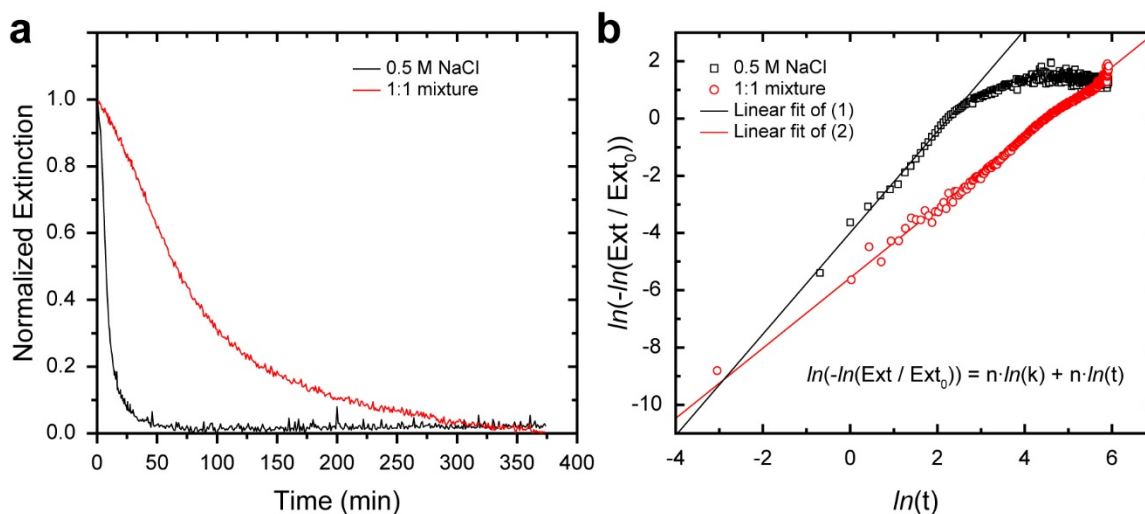 a
0.5 M NaCl
1:1 mixture
1.0
0.8
0.6
0.4
0.2
0.0
Normalized Extinction
0 50 100 150 200 250 300 350 400
Time (min)
b
0.5 M NaCl
1:1 mixture
Linear fit of (1)
Linear fit of (2)
2
0
-2
-4
-6
-8
-10
ln(-ln(Ext / Ext₀))
ln(-ln(Ext / Ext₀)) = n·ln(k) + n·ln(t)
-4 -2 0 2 4 6
ln(t)